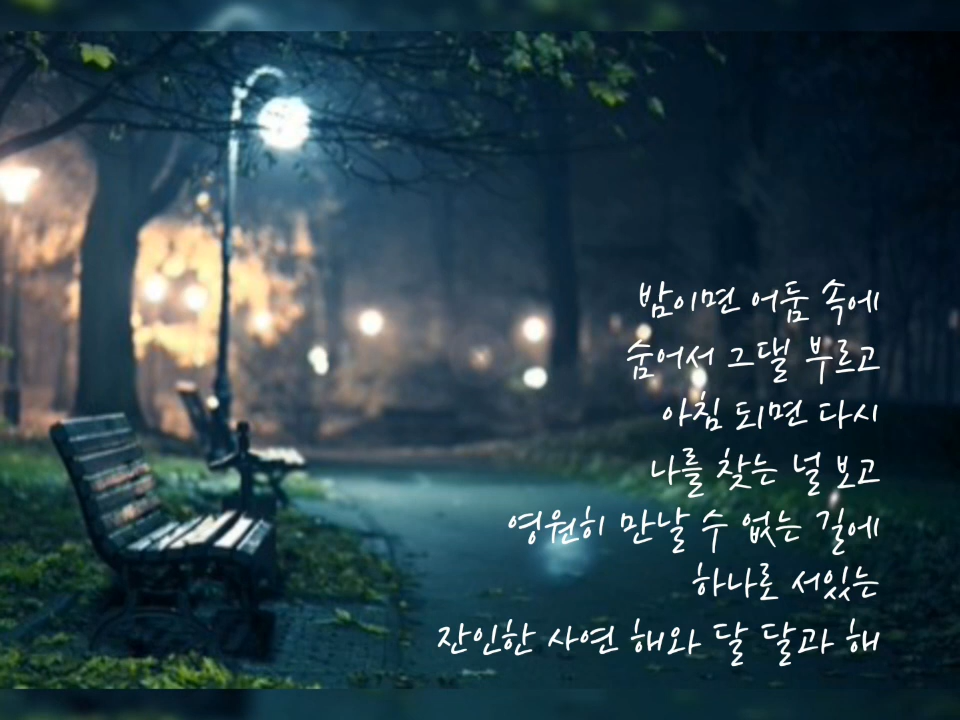 밤이면 어둠 속에
숨어서 그댈 부르고
아침 되면 다시
나를 찾는 널 보고
영원히 만날 수 없는 길에
하나로 서있는
잔인한 사연 해와 달 달과 해